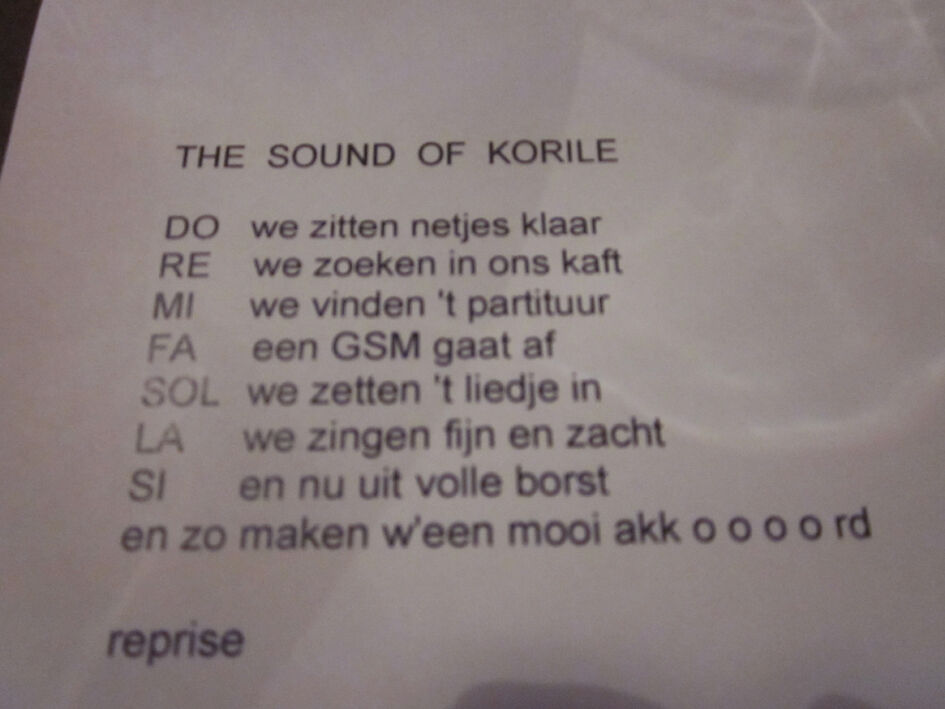 THE SOUND OF KORILE
DO we zitten netjes klaar
RE we zoeken in ons kaft
MI we vinden 't partituur
FA een GSM gaat af
SOL we zetten 't liedje in
LA we zingen fijn en zacht
SI en nu uit volle borst
en zo maken w'een mooi akk o o o o rd
reprise